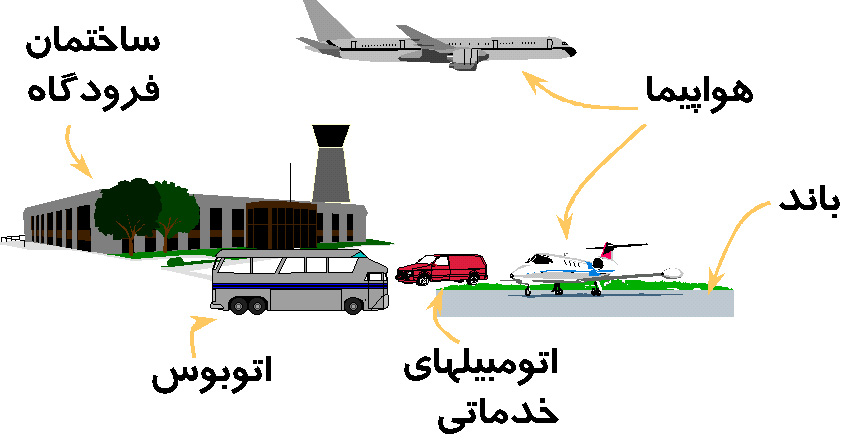 ساختمان
فرودگاه
هواپیما
باند
اتوبوس
اتومبیلهای
خدماتی